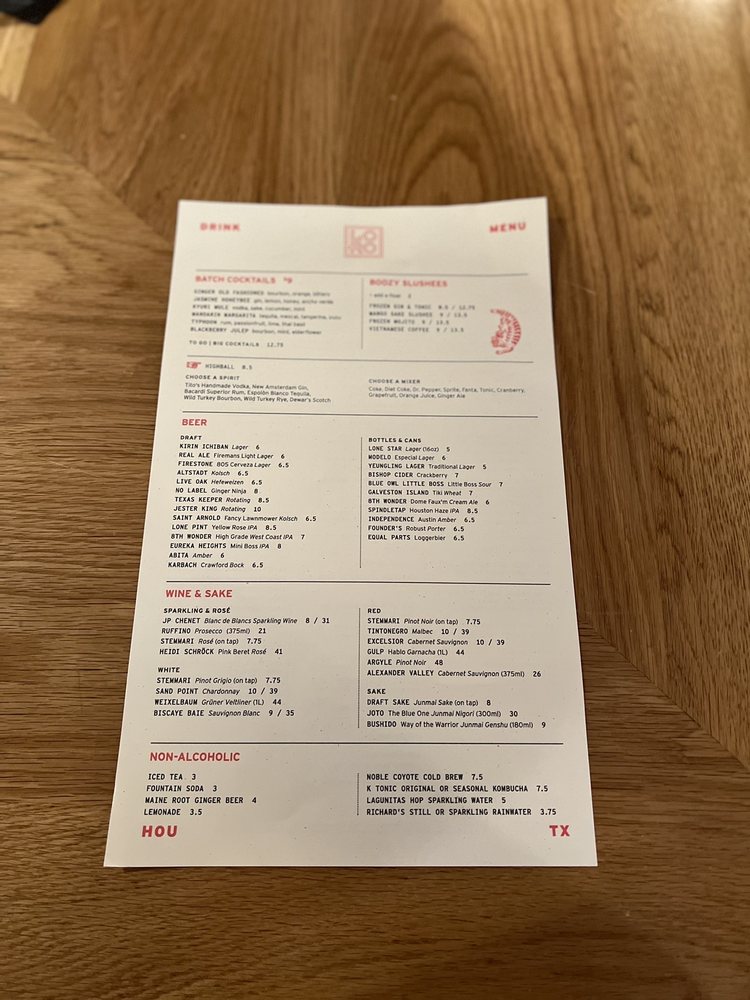 DRINK
MENU
BATCH COCKTAILS $9
GINGER OLD FASHIONED bourbon, orange, bitters
JASMINE HONEYBEE gin, lemon, honey, ancho verde
KYURI MULE vodka, sake, cucumber, mint
MANDARIN MARGARITA tequila, mezcal, tangerine, yuzu
TYPHOON rum, passionfruit, lime, thai basil
BLACKBERRY JULEP bourbon, mint, elderflower
TO GO | BIG COCKTAILS 12.75
BOOZY SLUSHEES
add a floater 2
FROZEN GIN & TONIC 9.5 / 12.75
MANGO SAKE SLUSHEE 9 / 13.5
FROZEN MOJITO 9 / 13.5
VIETNAMESE COFFEE 9 / 13.5
HIGHBALL 8.5
CHOOSE A SPIRIT
Tito's Handmade Vodka, New Amsterdam Gin,
Bacardi Superior Rum, Espolòn Blanco Tequila,
Wild Turkey Bourbon, Wild Turkey Rye, Dewar's Scotch
CHOOSE A MIXER
Coke, Diet Coke, Dr. Pepper, Sprite, Fanta, Tonic, Cranberry,
Grapefruit, Orange Juice, Ginger Ale
BEER
DRAFT
KIRIN ICHIBAN Lager 6
REAL ALE Firemans Light Lager 6
FIRESTONE 805 Cerveza Lager 6.5
ALTSTADT Kolsch 6.5
LIVE OAK Hefeweizen 6.5
NO LABEL Ginger Ninja 8
TEXAS KEEPER Rotating 8.5
JESTER KING Rotating 10
SAINT ARNOLD Fancy Lawnmower Kolsch 6.5
LONE PINT Yellow Rose IPA 8.5
8TH WONDER High Grade West Coast IPA 7
EUREKA HEIGHTS Mini Boss IPA 8
ABITA Amber 6
KARBACH Crawford Bock 6.5
BOTTLES & CANS
LONE STAR Lager (16oz) 5
MODELO Especial Lager 6
YEUNGLING LAGER Traditional Lager 5
BISHOP CIDER Crackberry 7
BLUE OWL LITTLE BOSS Little Boss Sour 7
GALVESTON ISLAND Tiki Wheat 7
8TH WONDER Dome Faux'm Cream Ale 6
SPINDLETAP Houston Haze IPA 8.5
INDEPENDENCE Austin Amber 6.5
FOUNDER'S Robust Porter 6.5
EQUAL PARTS Loggerbier 6.5
WINE & SAKE
SPARKLING & ROSÉ
JP CHENET Blanc de Blancs Sparkling Wine 8 / 31
RUFFINO Prosecco (375ml) 21
STEMMARI Rosé (on tap) 7.75
HEIDI SCHRÖCK Pink Beret Rosé 41
WHITE
STEMMARI Pinot Grigio (on tap) 7.75
SAND POINT Chardonnay 10 / 39
WEIXELBAUM Grüner Veltliner (1L) 44
BISCAYE BAIE Sauvignon Blanc 9 / 35
RED
STEMMARI Pinot Noir (on tap) 7.75
TINTONEGRO Malbec 10 / 39
EXCELSIOR Cabernet Sauvignon 10 / 39
GULP Hablo Garnacha (1L) 44
ARGYLE Pinot Noir 48
ALEXANDER VALLEY Cabernet Sauvignon (375ml) 26
SAKE
DRAFT SAKE Junmai Sake (on tap) 8
JOTO The Blue One Junmai Nigori (300ml) 30
BUSHIDO Way of the Warrior Junmai Genshu (180ml) 9
NON-ALCOHOLIC
ICED TEA 3
FOUNTAIN SODA 3
MAINE ROOT GINGER BEER 4
LEMONADE 3.5
NOBLE COYOTE COLD BREW 7.5
K TONIC ORIGINAL OR SEASONAL KOMBUCHA 7.5
LAGUNITAS HOP SPARKLING WATER 5
RICHARD'S STILL OR SPARKLING RAINWATER 3.75
HOU
TX